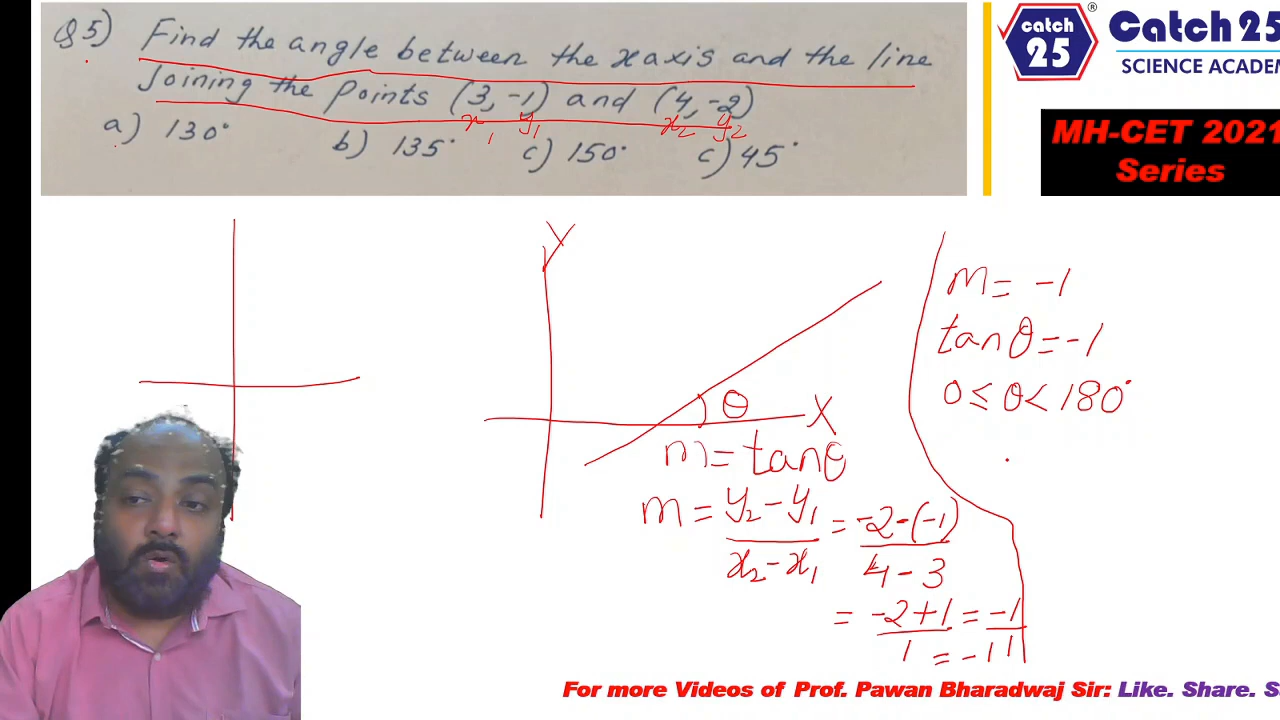 Q5) Find the angle between the x axis and the line
Joining the Points (3, -1) and (4, -2)
x1 y1 x2 y2
a) 130° b) 135° c) 150° c) 45°
catch
25
Catch 25
SCIENCE ACADEM
MH-CET 2021
Series
Y
θ
X
m = tanθ
m = y2 - y1 / x2 - x1 = -2 - (-1) / 4 - 3
= -2+1 / 1 = -1 / 1
= -1
m = -1
tanθ = -1
0 ≤ θ < 180°
For more Videos of Prof. Pawan Bharadwaj Sir: Like. Share. S